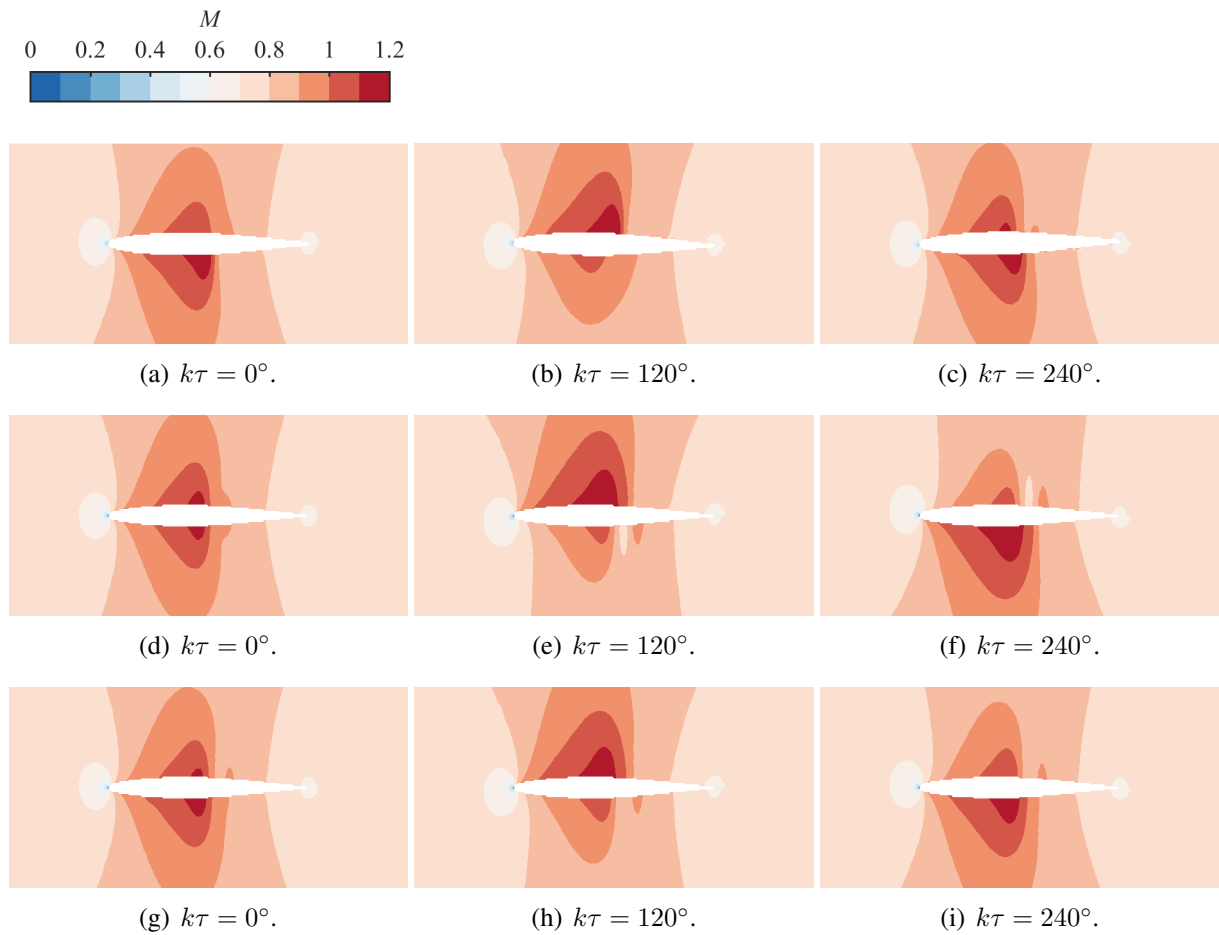 M
0 0.2 0.4 0.6 0.8 1 1.2
(a) kτ = 0°. (b) kτ = 120°. (c) kτ = 240°.
(d) kτ = 0°. (e) kτ = 120°. (f) kτ = 240°.
(g) kτ = 0°. (h) kτ = 120°. (i) kτ = 240°.